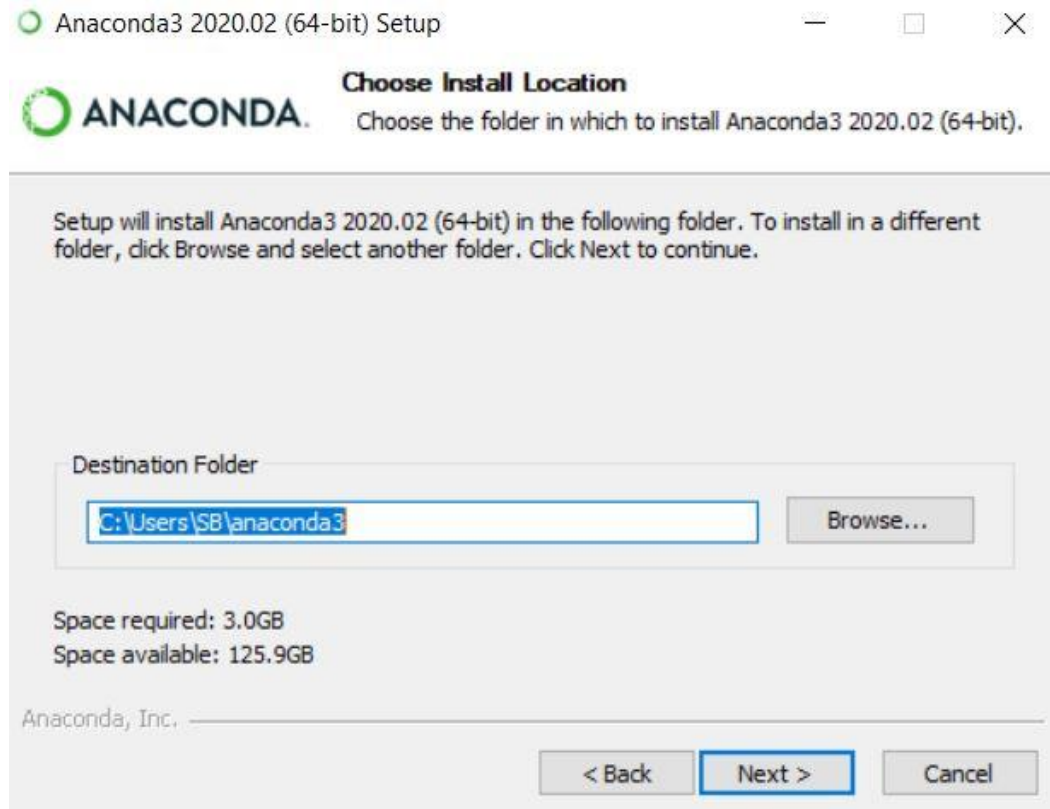 Anaconda3 2020.02 (64-bit) Setup
Choose Install Location
ANACONDA.
Choose the folder in which to install Anaconda3 2020.02 (64-bit).
Setup will install Anaconda3 2020.02 (64-bit) in the following folder. To install in a different
folder, click Browse and select another folder. Click Next to continue.
Destination Folder
C:\Users\SB\anaconda3
Browse...
Space required: 3.0GB
Space available: 125.9GB
Anaconda, Inc.
< Back
Next >
Cancel